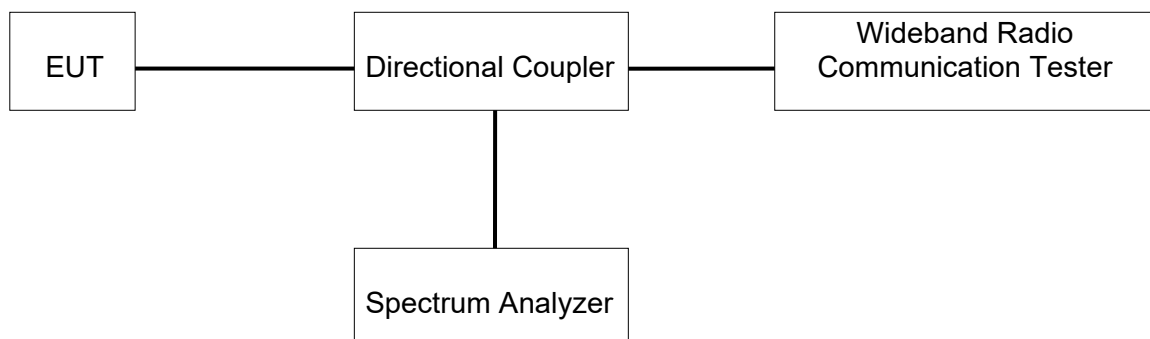 EUT
Directional Coupler
Wideband Radio
Communication Tester
Spectrum Analyzer